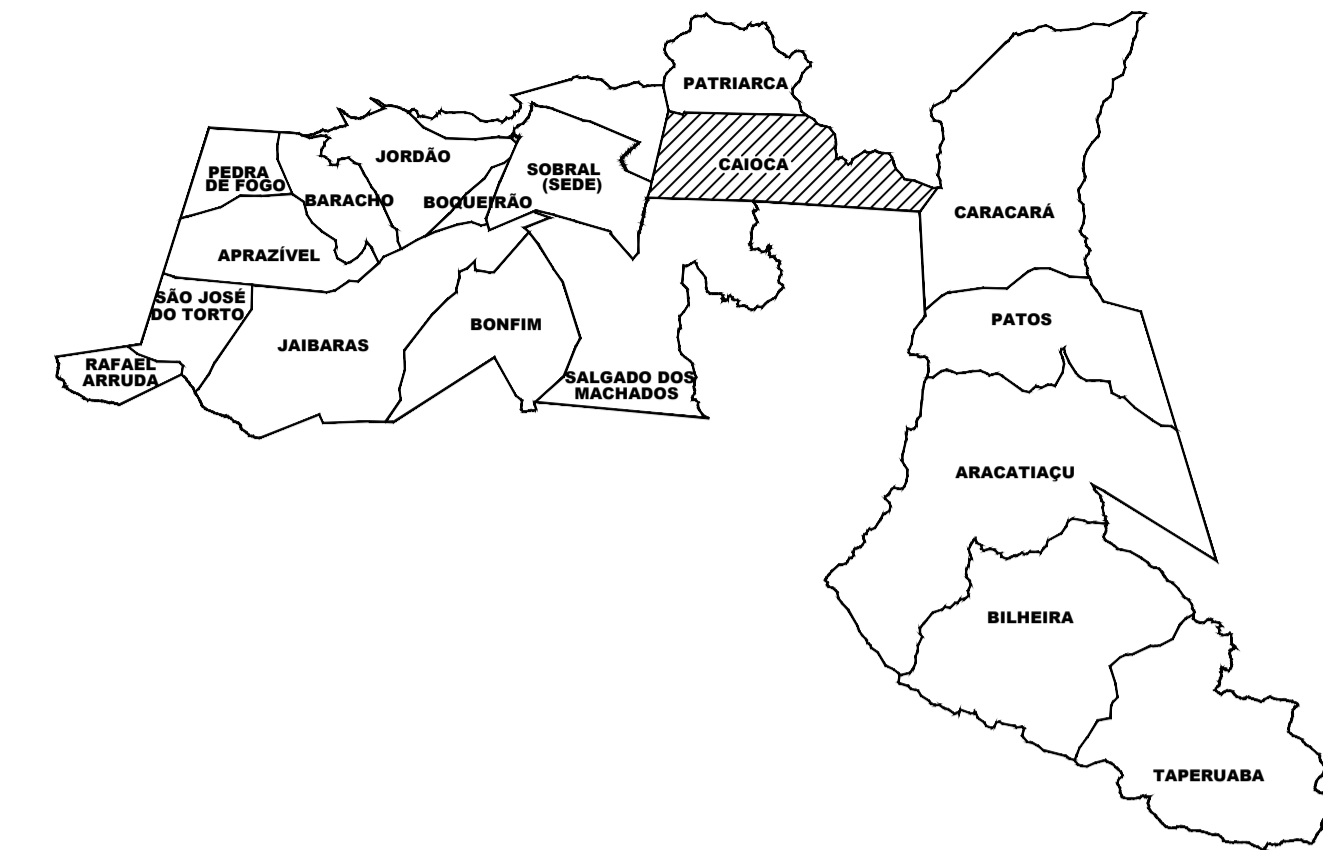 PATRIARCA
JORDÃO
CAIOCA
SOBRAL
(SEDE)
PEDRA
DE FOGO
BARACHO
BOQUEIRÃO
CARACARÁ
APRAZÍVEL
SÃO JOSÉ
DO TORTO
PATOS
BONFIM
JAIBARAS
RAFAEL
ARRUDA
SALGADO DOS
MACHADOS
ARACATIAÇU
BILHEIRA
TAPERUABA